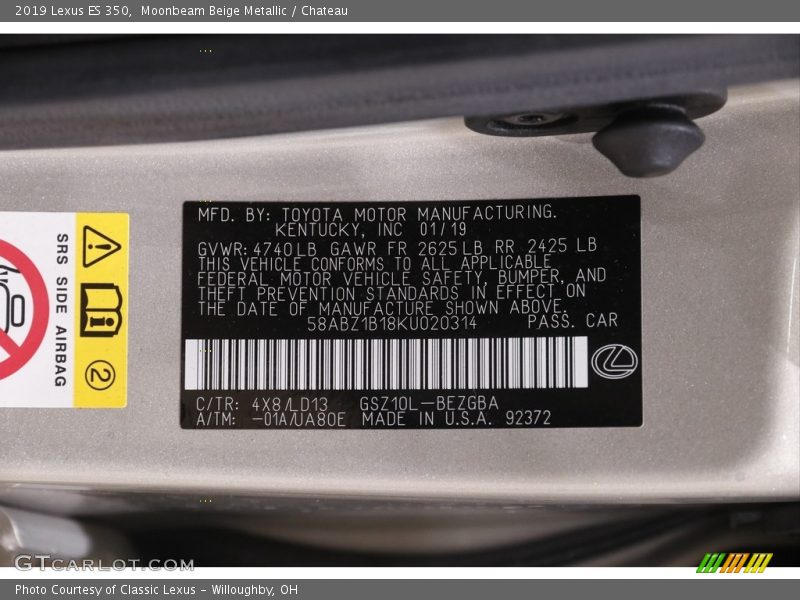 2019 Lexus ES 350, Moonbeam Beige Metallic / Chateau
MFD. BY: TOYOTA MOTOR MANUFACTURING.
KENTUCKY, INC 01/19
GVWR: 4740LB GAWR FR 2625LB RR 2425 LB
THIS VEHICLE CONFORMS TO ALL APPLICABLE
FEDERAL MOTOR VEHICLE SAFETY, BUMPER, AND
THEFT PREVENTION STANDARDS IN EFFECT ON
THE DATE OF MANUFACTURE SHOWN ABOVE.
58ABZ1B18KU020314 PASS. CAR
C/TR: 4X8/LD13 GSZ10L-BEZGBA
A/TM: -01A/UA80E MADE IN U.S.A. 92372
SRS SIDE AIRBAG
2
GTCARLOT.COM
Photo Courtesy of Classic Lexus - Willoughby, OH